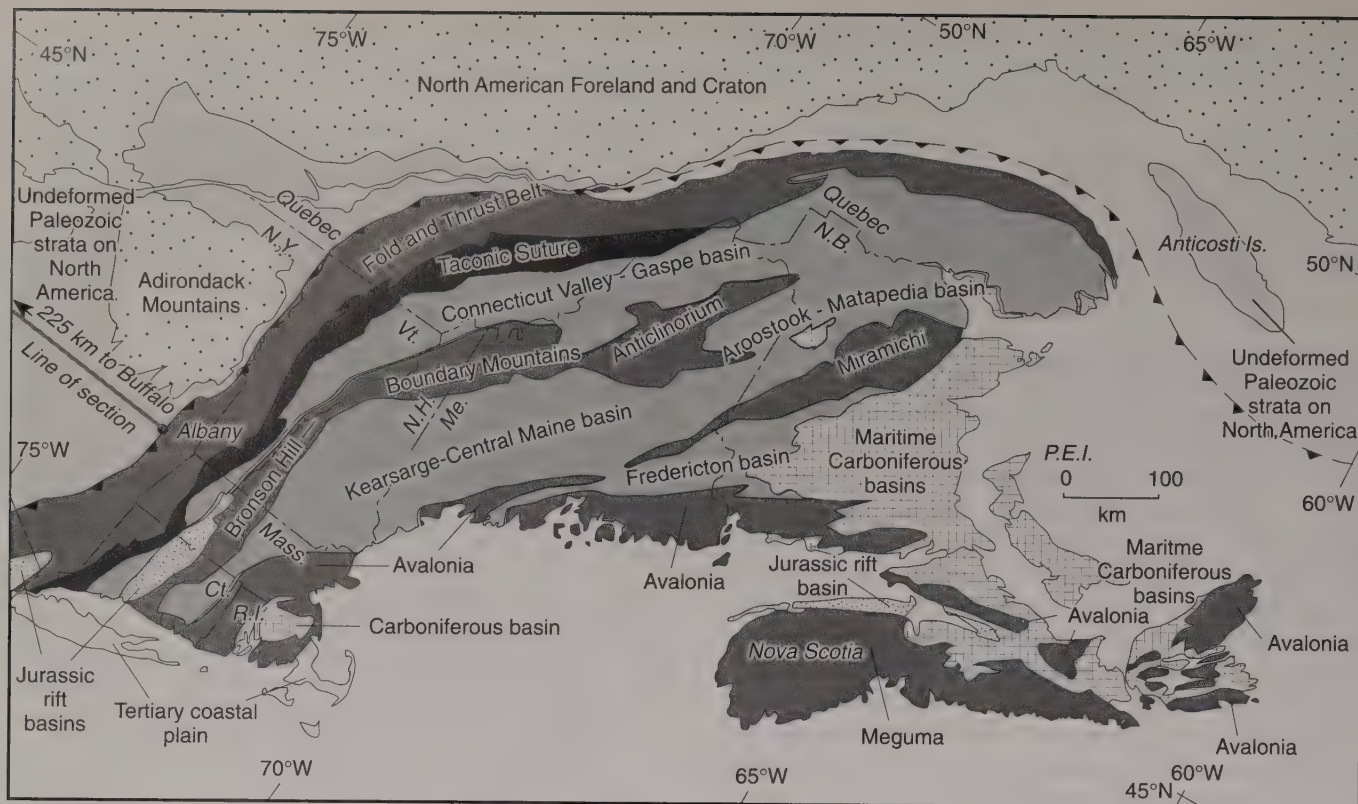 45°N
75°W
70°W
50°N
65°W
North American Foreland and Craton
Undeformed
Paleozoic
strata on
North
America
Adirondack
Mountains
Quebec
N.Y.
Fold and Thrust Belt
Taconic Suture
Quebec
N.B.
Anticosti Is.
50°N
225 km to Buffalo
Line of section
Connecticut Valley - Gaspe basin
Vt.
Boundary Mountains
Anticlinorium
Aroostook - Matapedia basin
Miramichi
Undeformed
Paleozoic
strata on
North America
Albany
75°W
N.H.
Me.
Kearsarge-Central Maine basin
Bronson Hill
Fredericton basin
Maritime
Carboniferous
basins
P.E.I.
0 100
km
60°W
Mass.
Ct.
R.I.
Avalonia
Avalonia
Jurassic rift
basin
Maritme
Carboniferous
basins
Avalonia
Avalonia
Carboniferous basin
Nova Scotia
Jurassic
rift
basins
Tertiary coastal
plain
Meguma
Avalonia
70°W
65°W
60°W
45°N